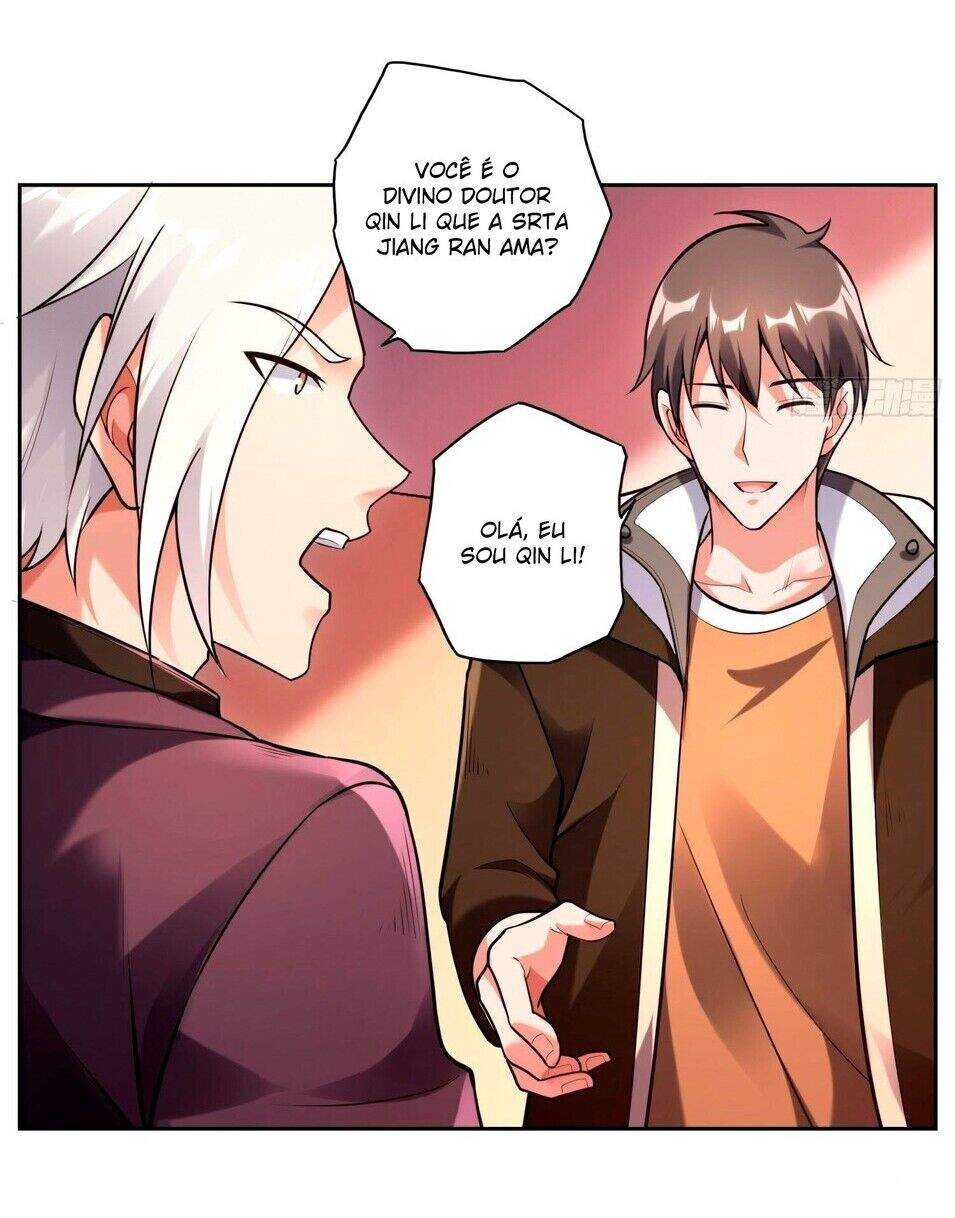 VOCÊ É O
DIVINO DOUTOR
QIN LI QUE A SRTA
JIANG RAN AMA?
OLÁ, EU
SOU QIN LI!